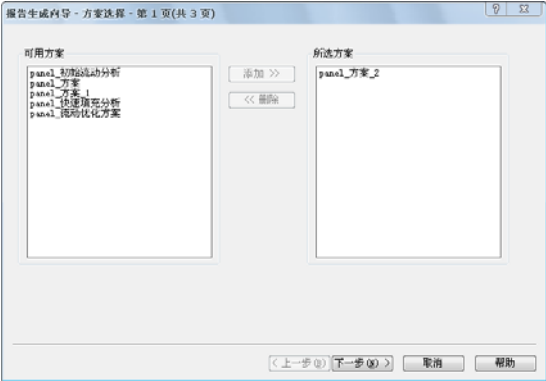 报告生成向导 - 方案选择 - 第 1 页(共 3 页)
可用方案
panel_初始流动分析
panel_方案
panel_方案_1
panel_快速填充分析
panel_流动优化方案
添加 >>
<< 删除
所选方案
panel_方案_2
< 上一步(B)
下一步(N) >
取消
帮助